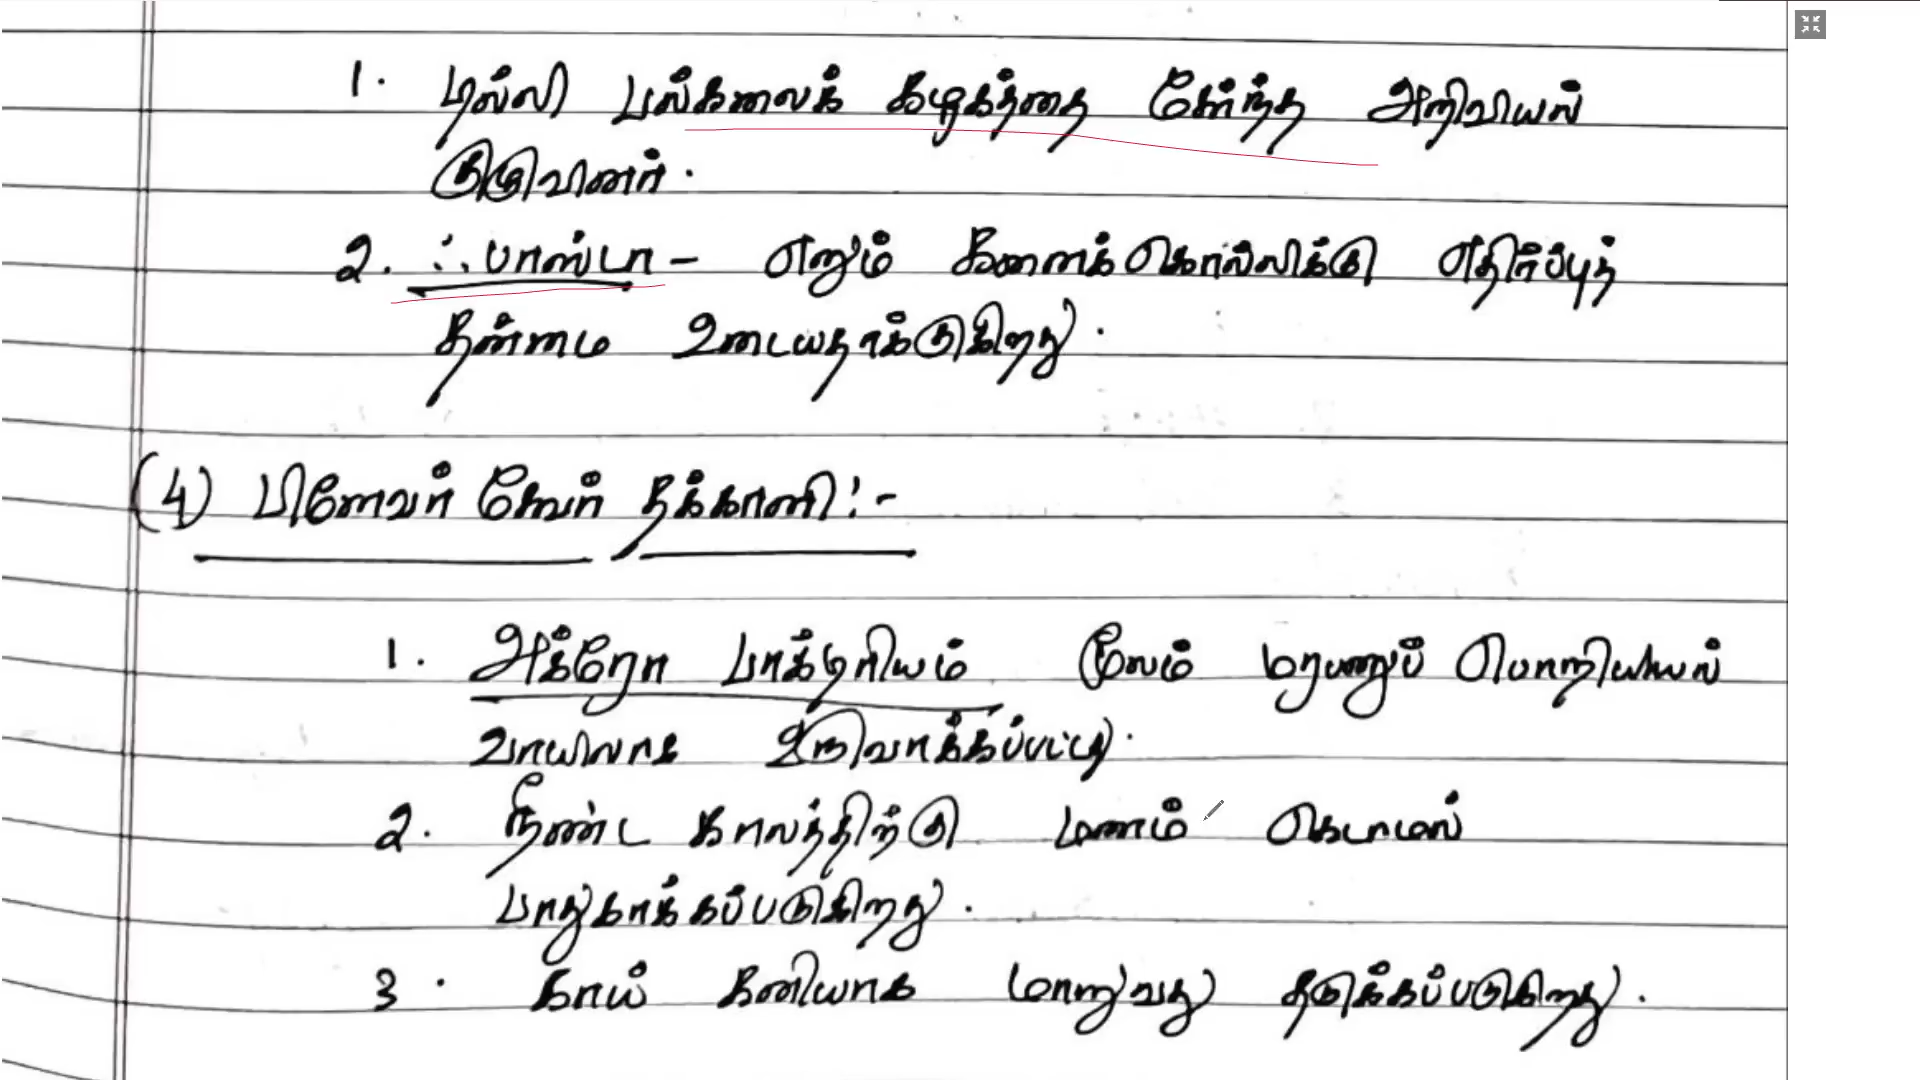 1. டில்லி பல்கலைக் கழகத்தை சேர்ந்த அறிவியல்
குழுவினர்.
2. ஃபாஸ்டா - எனும் களைக்கொல்லிக்கு எதிர்ப்புத்
தன்மை உடையதாக்குகிறது.
(4) பிளேவர் சேவர் தக்காளி :-
1. அக்ரோ பாக்டிரியம் மூலம் மரபணுப் பொறியியல்
வாயிலாக உருவாக்கப்பட்டது.
2. நீண்ட காலத்திற்கு மணம் கெடாமல்
பாதுகாக்கப்படுகிறது.
3. காய் கனியாக மாறுவது தடுக்கப்படுகிறது.